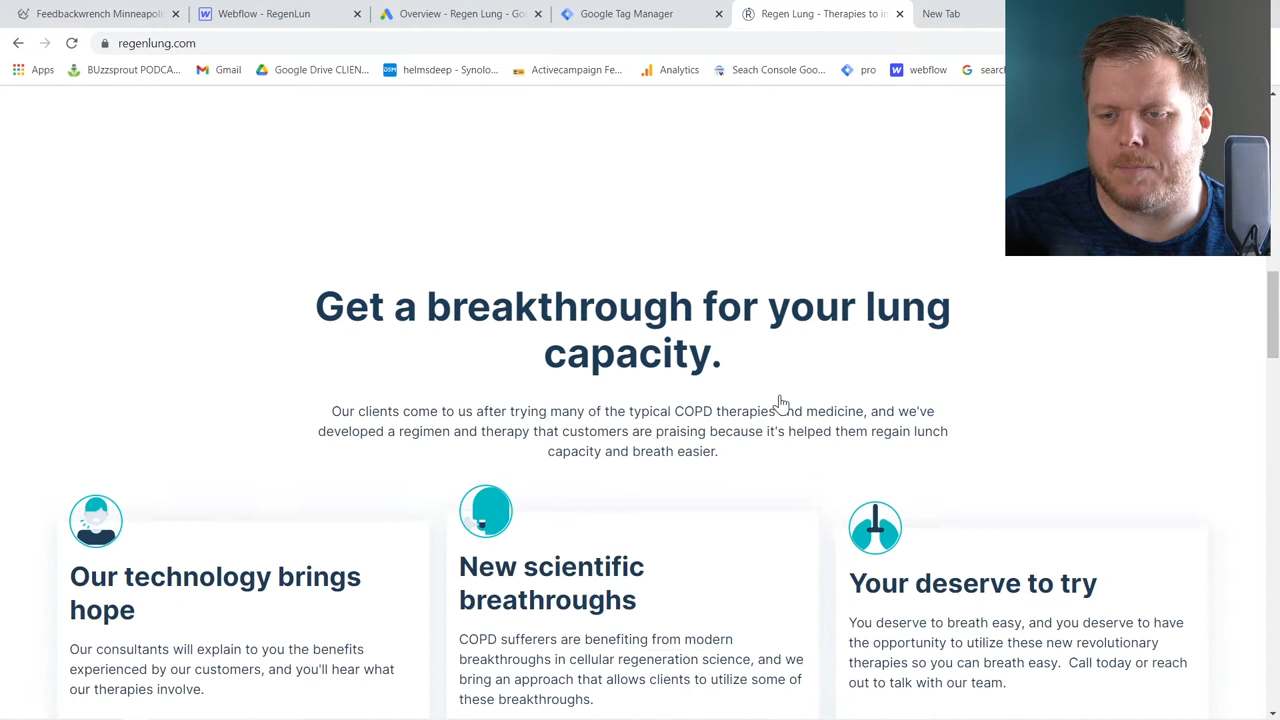 Feedbackwrench Minneapoli
Webflow - RegenLun
Overview - Regen Lung - Go
Google Tag Manager
Regen Lung - Therapies to in
New Tab
regenlung.com
Apps
BUzzsprout PODCA...
Gmail
Google Drive CLIEN...
helmsdeep - Synolo...
Activecampaign Fe...
Analytics
Seach Console Goo...
pro
webflow
searc
Get a breakthrough for your lung
capacity.
Our clients come to us after trying many of the typical COPD therapies and medicine, and we've
developed a regimen and therapy that customers are praising because it's helped them regain lunch
capacity and breath easier.
Our technology brings
hope
Our consultants will explain to you the benefits
experienced by our customers, and you'll hear what
our therapies involve.
New scientific
breathroughs
COPD sufferers are benefiting from modern
breakthroughs in cellular regeneration science, and we
bring an approach that allows clients to utilize some of
these breakthroughs.
Your deserve to try
You deserve to breath easy, and you deserve to have
the opportunity to utilize these new revolutionary
therapies so you can breath easy. Call today or reach
out to talk with our team.